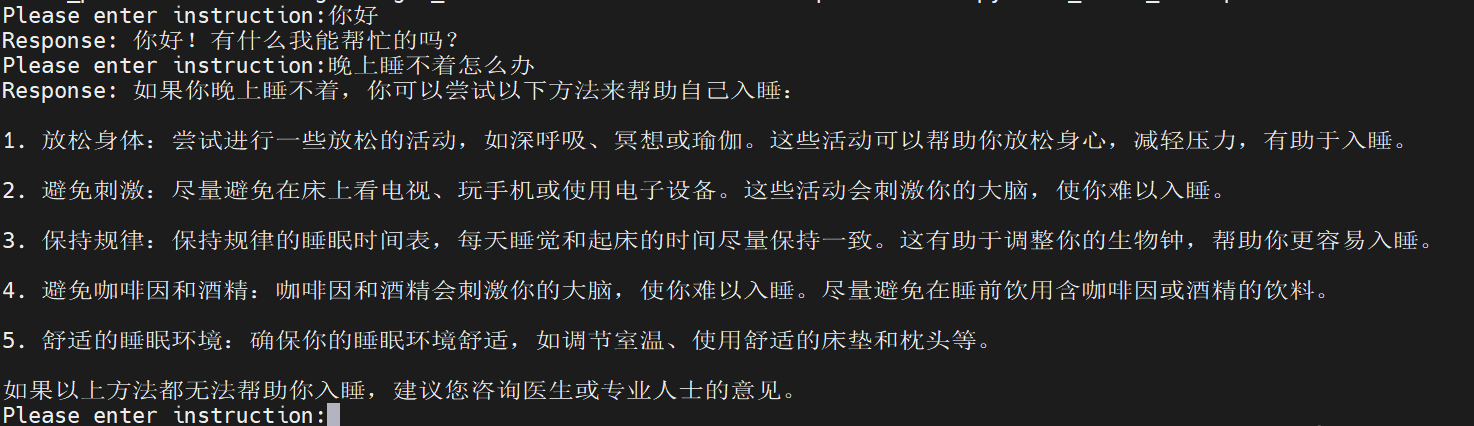 Please enter instruction:你好
Response: 你好！有什么我能帮忙的吗？
Please enter instruction:晚上睡不着怎么办
Response: 如果你晚上睡不着，你可以尝试以下方法来帮助自己入睡：
1. 放松身体：尝试进行一些放松的活动，如深呼吸、冥想或瑜伽。这些活动可以帮助你放松身心，减轻压力，有助于入睡。
2. 避免刺激：尽量避免在床上看电视、玩手机或使用电子设备。这些活动会刺激你的大脑，使你难以入睡。
3. 保持规律：保持规律的睡眠时间表，每天睡觉和起床的时间尽量保持一致。这有助于调整你的生物钟，帮助你更容易入睡。
4. 避免咖啡因和酒精：咖啡因和酒精会刺激你的大脑，使你难以入睡。尽量避免在睡前饮用含咖啡因或酒精的饮料。
5. 舒适的睡眠环境：确保你的睡眠环境舒适，如调节室温、使用舒适的床垫和枕头等。
如果以上方法都无法帮助你入睡，建议您咨询医生或专业人士的意见。
Please enter instruction: